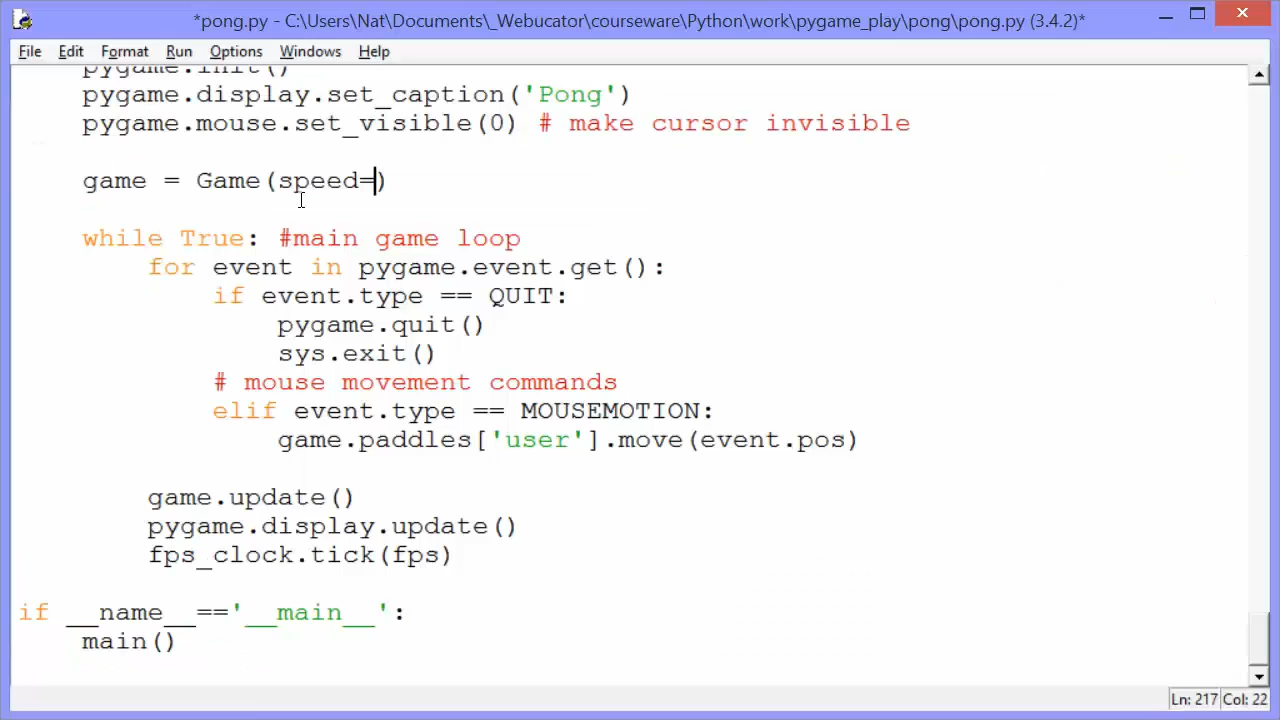 *pong.py - C:\Users\Nat\Documents\_Webucator\courseware\Python\work\pygame_play\pong\pong.py (3.4.2)*
File Edit Format Run Options Windows Help
pygame.init()
pygame.display.set_caption('Pong')
pygame.mouse.set_visible(0) # make cursor invisible
game = Game(speed=)
while True: #main game loop
for event in pygame.event.get():
if event.type == QUIT:
pygame.quit()
sys.exit()
# mouse movement commands
elif event.type == MOUSEMOTION:
game.paddles['user'].move(event.pos)
game.update()
pygame.display.update()
fps_clock.tick(fps)
if __name__=='__main__':
main()
Ln: 217 Col: 22